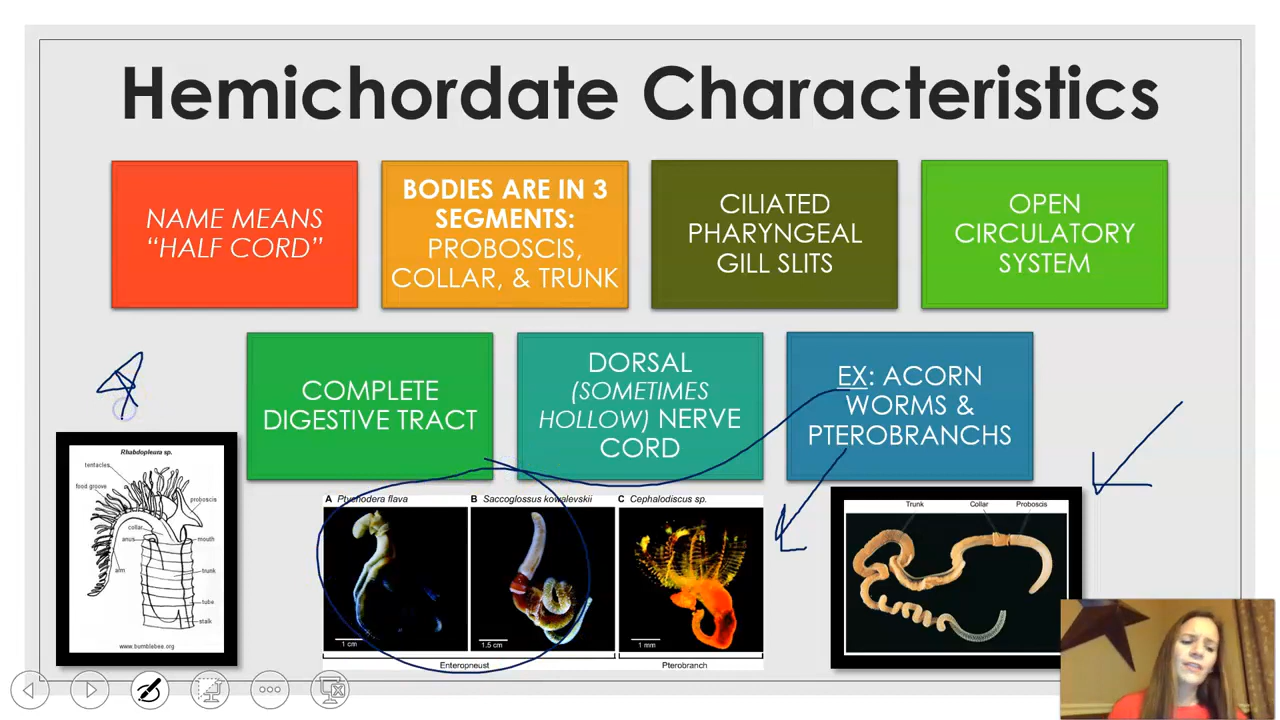 Hemichordate Characteristics
NAME MEANS
“HALF CORD”
BODIES ARE IN 3
SEGMENTS:
PROBOSCIS,
COLLAR, & TRUNK
CILIATED
PHARYNGEAL
GILL SLITS
OPEN
CIRCULATORY
SYSTEM
COMPLETE
DIGESTIVE TRACT
DORSAL
(SOMETIMES
HOLLOW) NERVE
CORD
EX: ACORN
WORMS &
PTEROBRANCHS
Rhabdopleura sp.
tentacles
food groove
proboscis
collar
anus
mouth
arm
trunk
tube
stalk
www.bumblebee.org
A Ptychodera flava
B Saccoglossus kowalevskii
C Cephalodiscus sp.
1 cm
1.5 cm
1 mm
Enteropneust
Pterobranch
Trunk
Collar
Proboscis